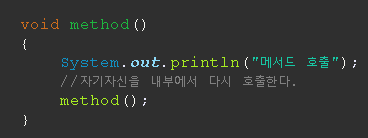 void method()
{
System.out.println("메서드 호출");
//자기자신을 내부에서 다시 호출한다.
method();
}